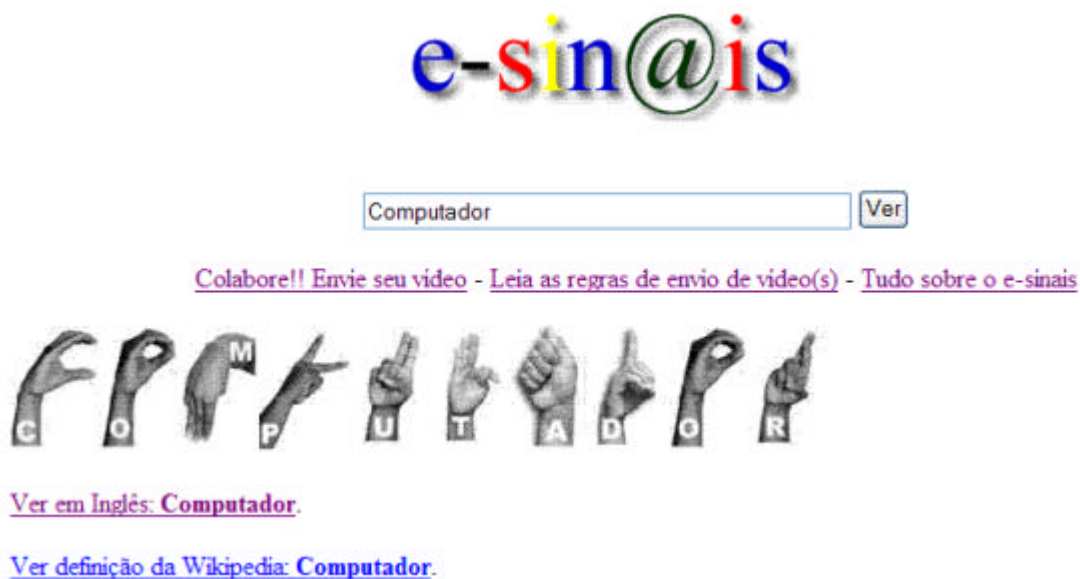 e-sin@is
Computador Ver
Colabore!! Envie seu vídeo - Leia as regras de envio de vídeo(s) - Tudo sobre o e-sinais
C O M P U T A D O R
Ver em Inglês: Computador.
Ver definição da Wikipedia: Computador.